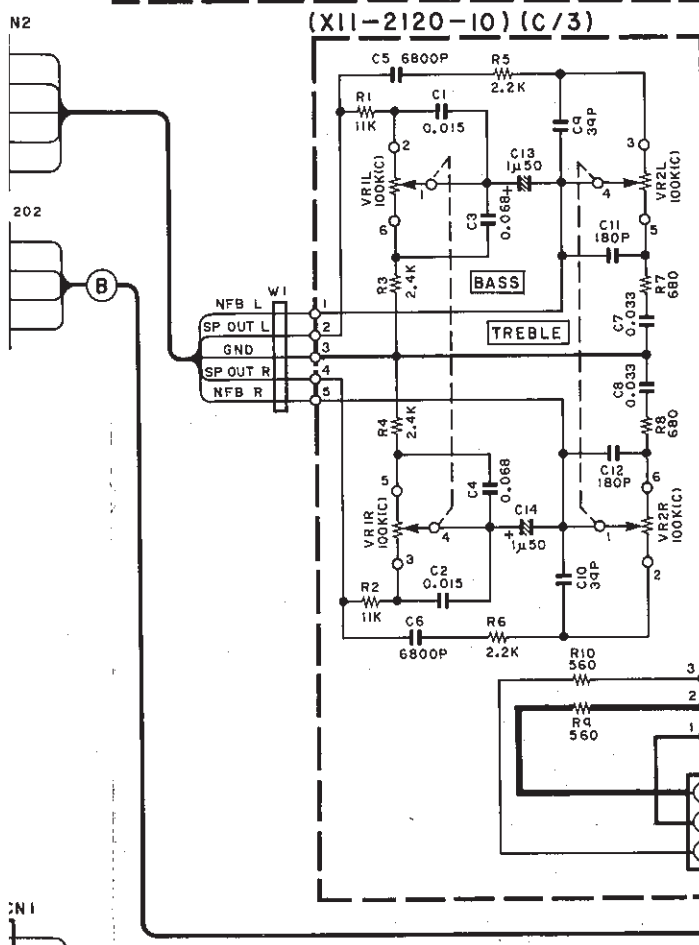 N2
(X11-2120-10)(C/3)
C5 6800P
R5
2.2K
R1
11K
C1
0.015
C9
39P
2
3
C13
1μ50
+
VR1L
100K(C)
1
4
VR2L
100K(C)
6
C3
0.068
5
C11
180P
202
R3
2.4K
BASS
R7
680
B
W1
NFB L
1
C7
0.033
SP OUT L
2
TREBLE
GND
3
SP OUT R
4
C8
0.033
NFB R
5
R4
2.4K
R8
680
C4
0.068
C12
180P
5
6
C14
+
1μ50
VR1R
100K(C)
4
1
VR2R
100K(C)
3
2
C2
0.015
C10
39P
R2
11K
C6
6800P
R6
2.2K
R10
560
3
2
R9
560
1
CN1